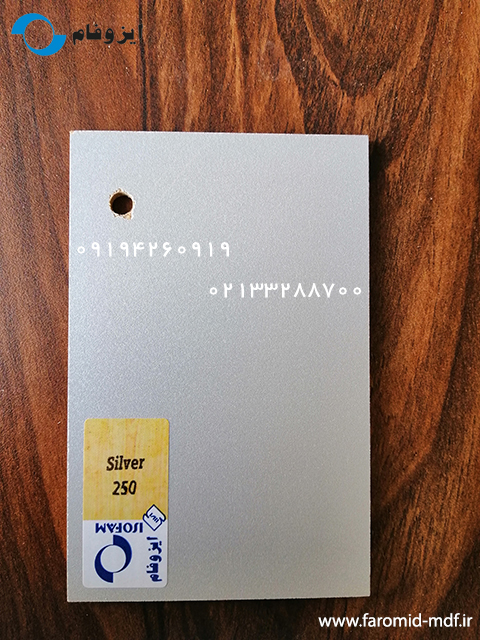 ایزوفام
۰۹۱۹۴۲۶۰۹۱۹
۰۲۱۳۳۲۸۸۷۰۰
Silver
250
ISOFAM
ایزوفام
www.faromid-mdf.ir